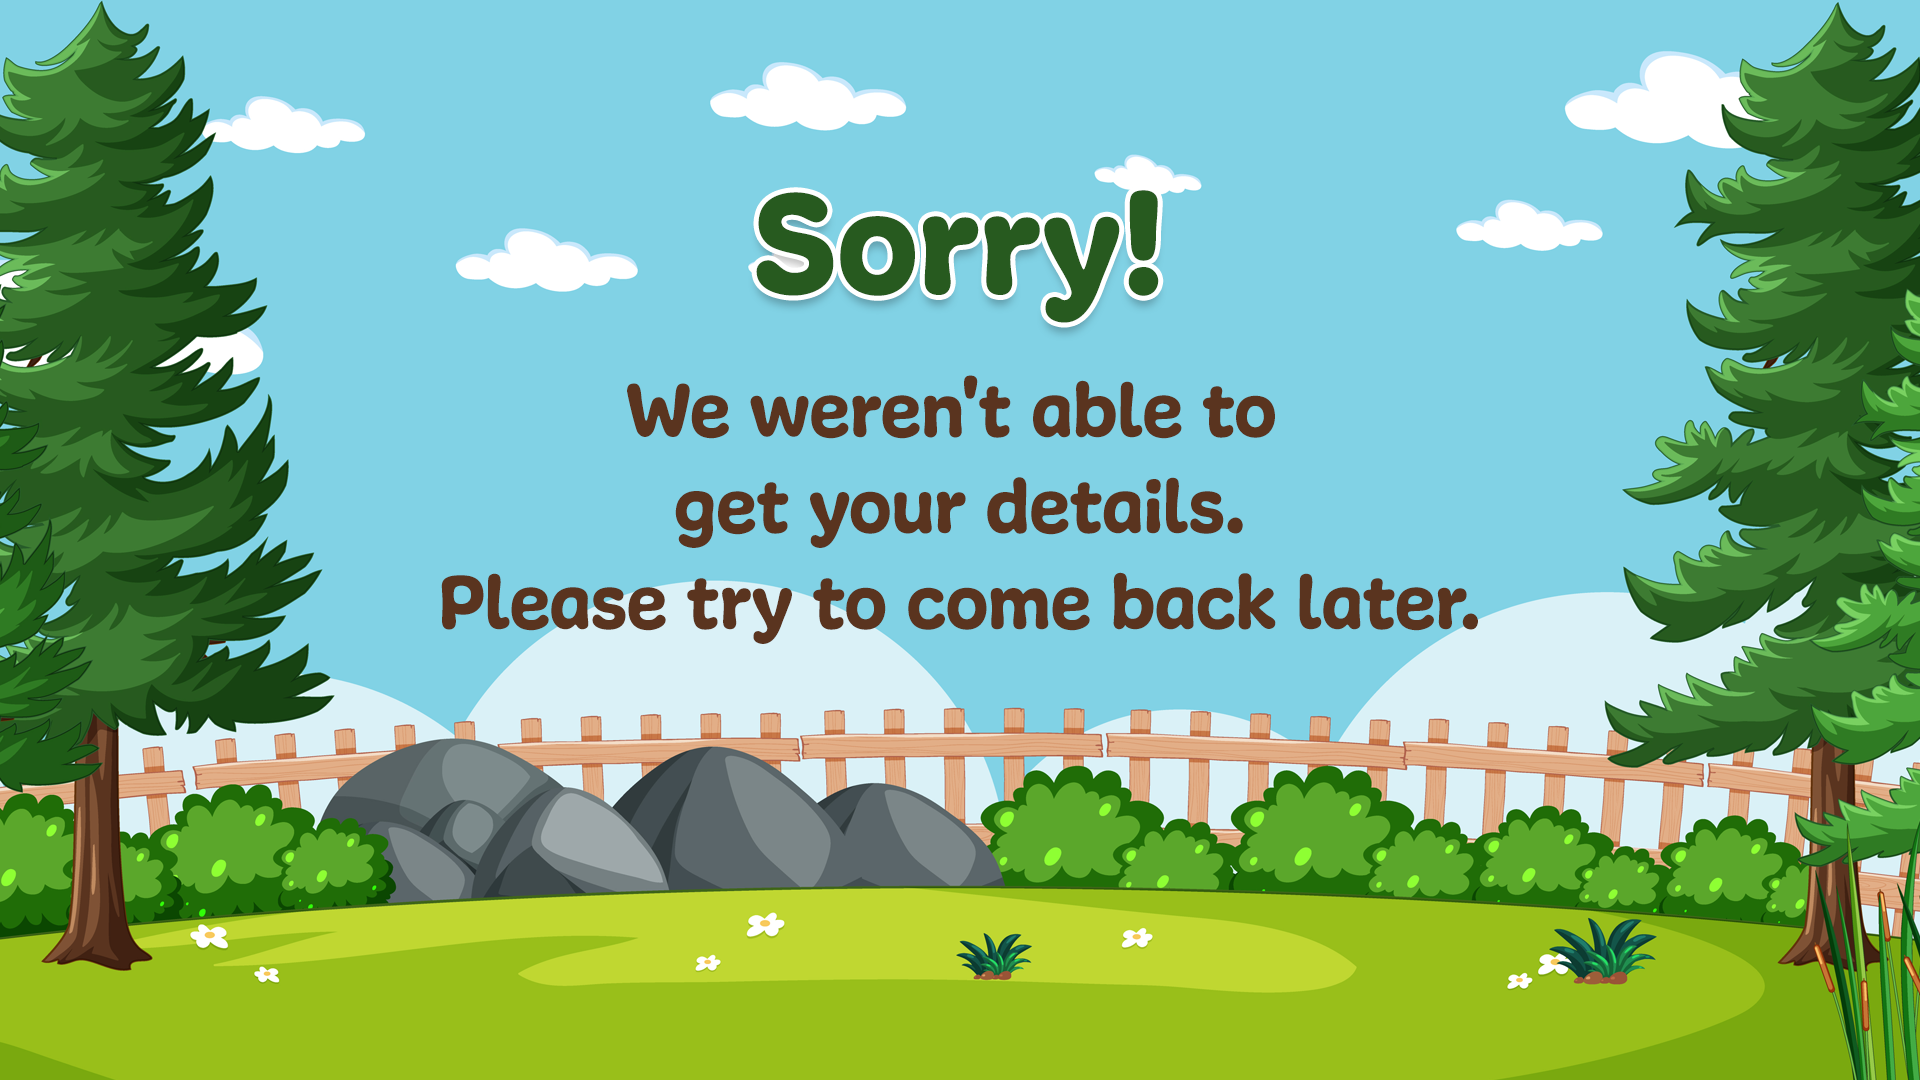 Sorry!
We weren't able to
get your details.
Please try to come back later.